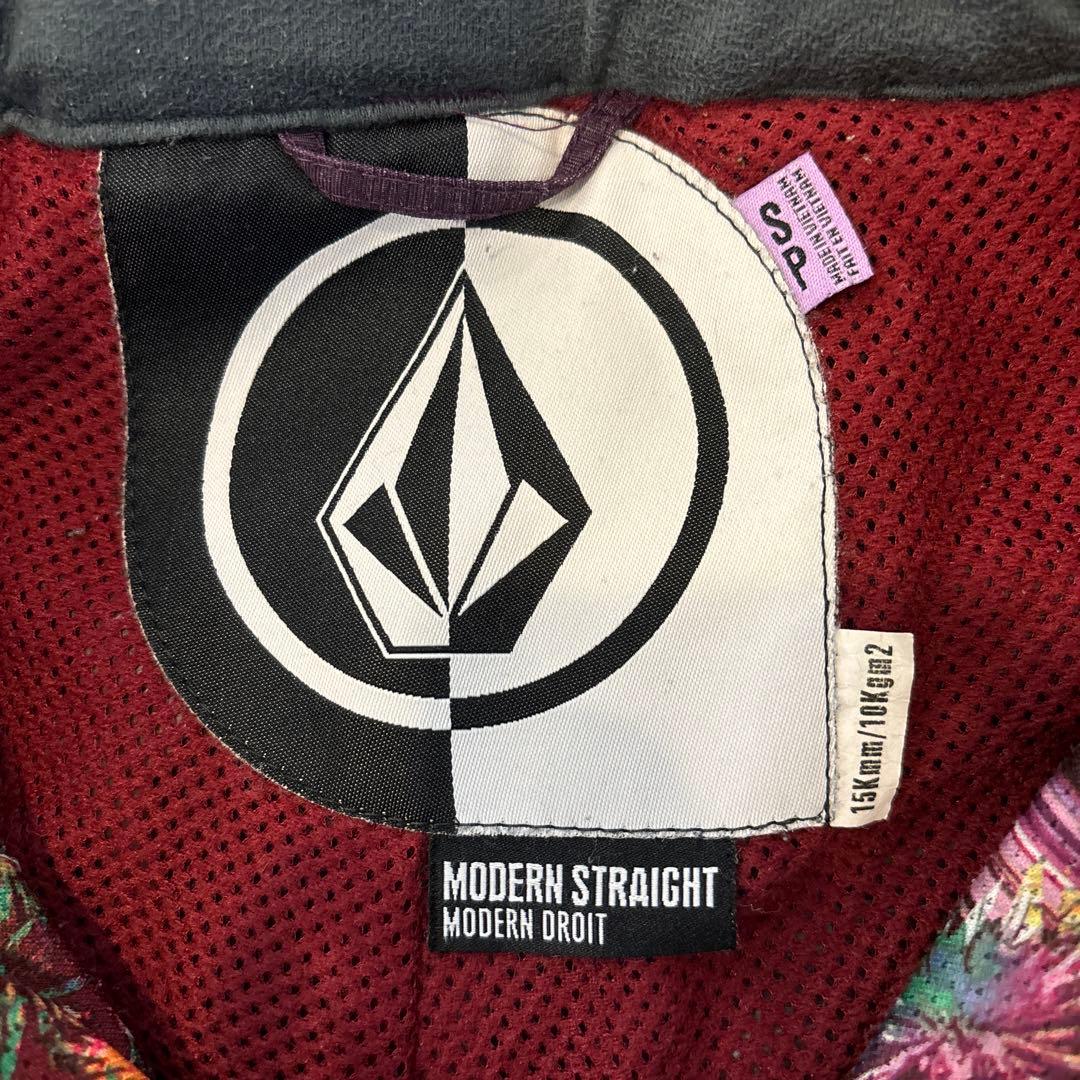 S
P
MADE IN VIETNAM
FAIT EN VIETNAM
15Kmm/10Kgm2
MODERN STRAIGHT
MODERN DROIT